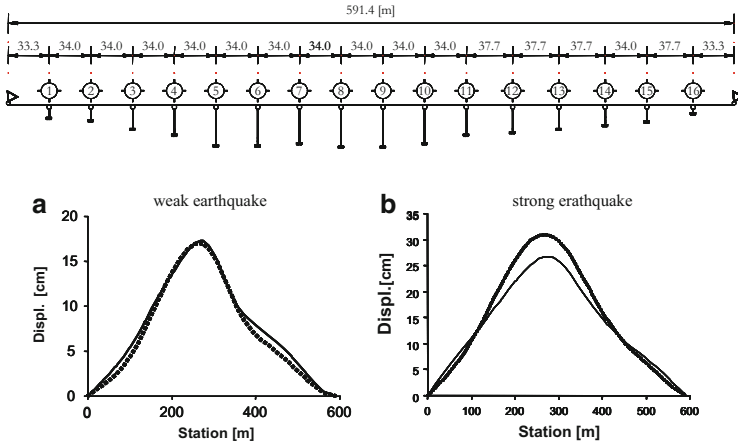 591.4 [m]
33.3 34.0 34.0 34.0 34.0 34.0 34.0 34.0 34.0 34.0 34.0 37.7 37.7 37.7 34.0 37.7 33.3
1 2 3 4 5 6 7 8 9 10 11 12 13 14 15 16
a weak earthquake
20
15
10
5
0
Displ. [cm]
0 200 400 600
Station [m]
b strong erathquake
35
30
25
20
15
10
5
0
Displ.[cm]
0 100 200 300 400 500 600
Station [m]